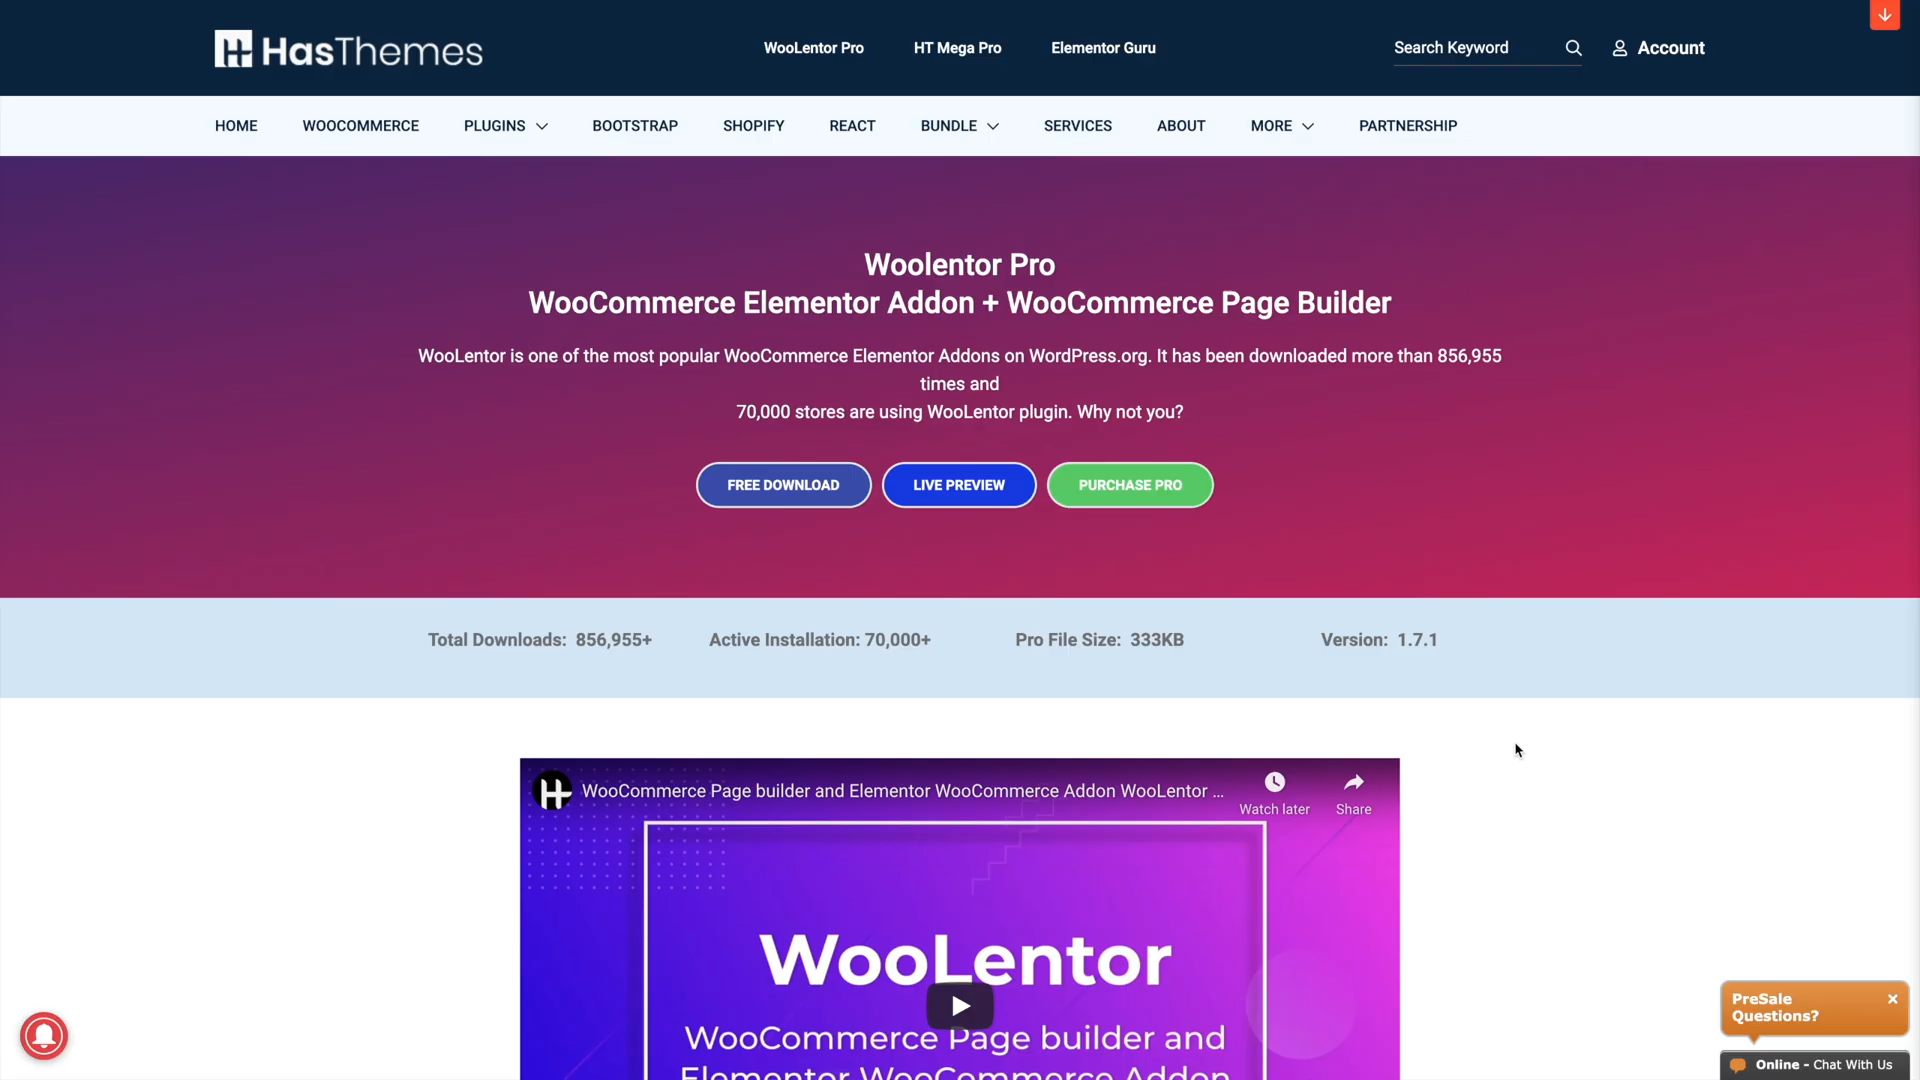 HasThemes
WooLentor Pro
HT Mega Pro
Elementor Guru
Search Keyword
Account
HOME
WOOCOMMERCE
PLUGINS
BOOTSTRAP
SHOPIFY
REACT
BUNDLE
SERVICES
ABOUT
MORE
PARTNERSHIP
Woolentor Pro
WooCommerce Elementor Addon + WooCommerce Page Builder
WooLentor is one of the most popular WooCommerce Elementor Addons on WordPress.org. It has been downloaded more than 856,955
times and
70,000 stores are using WooLentor plugin. Why not you?
FREE DOWNLOAD
LIVE PREVIEW
PURCHASE PRO
Total Downloads: 856,955+
Active Installation: 70,000+
Pro File Size: 333KB
Version: 1.7.1
WooCommerce Page builder and Elementor WooCommerce Addon WooLentor ...
Watch later
Share
WooLentor
WooCommerce Page builder and
Elementor WooCommerce Addon
PreSale
Questions?
Online - Chat With Us